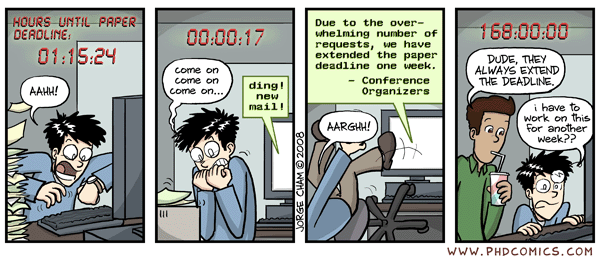 HOURS UNTIL PAPER
DEADLINE:
01:15:24
AAHH!
00:00:17
come on
come on
come on...
ding!
new
mail!
JORGE CHAM © 2008
Due to the over-
whelming number of
requests, we have
extended the paper
deadline one week.
- Conference
Organizers
AARGHH!
168:00:00
DUDE, THEY
ALWAYS EXTEND
THE DEADLINE.
i have to
work on this
for another
week??
WWW.PHDCOMICS.COM